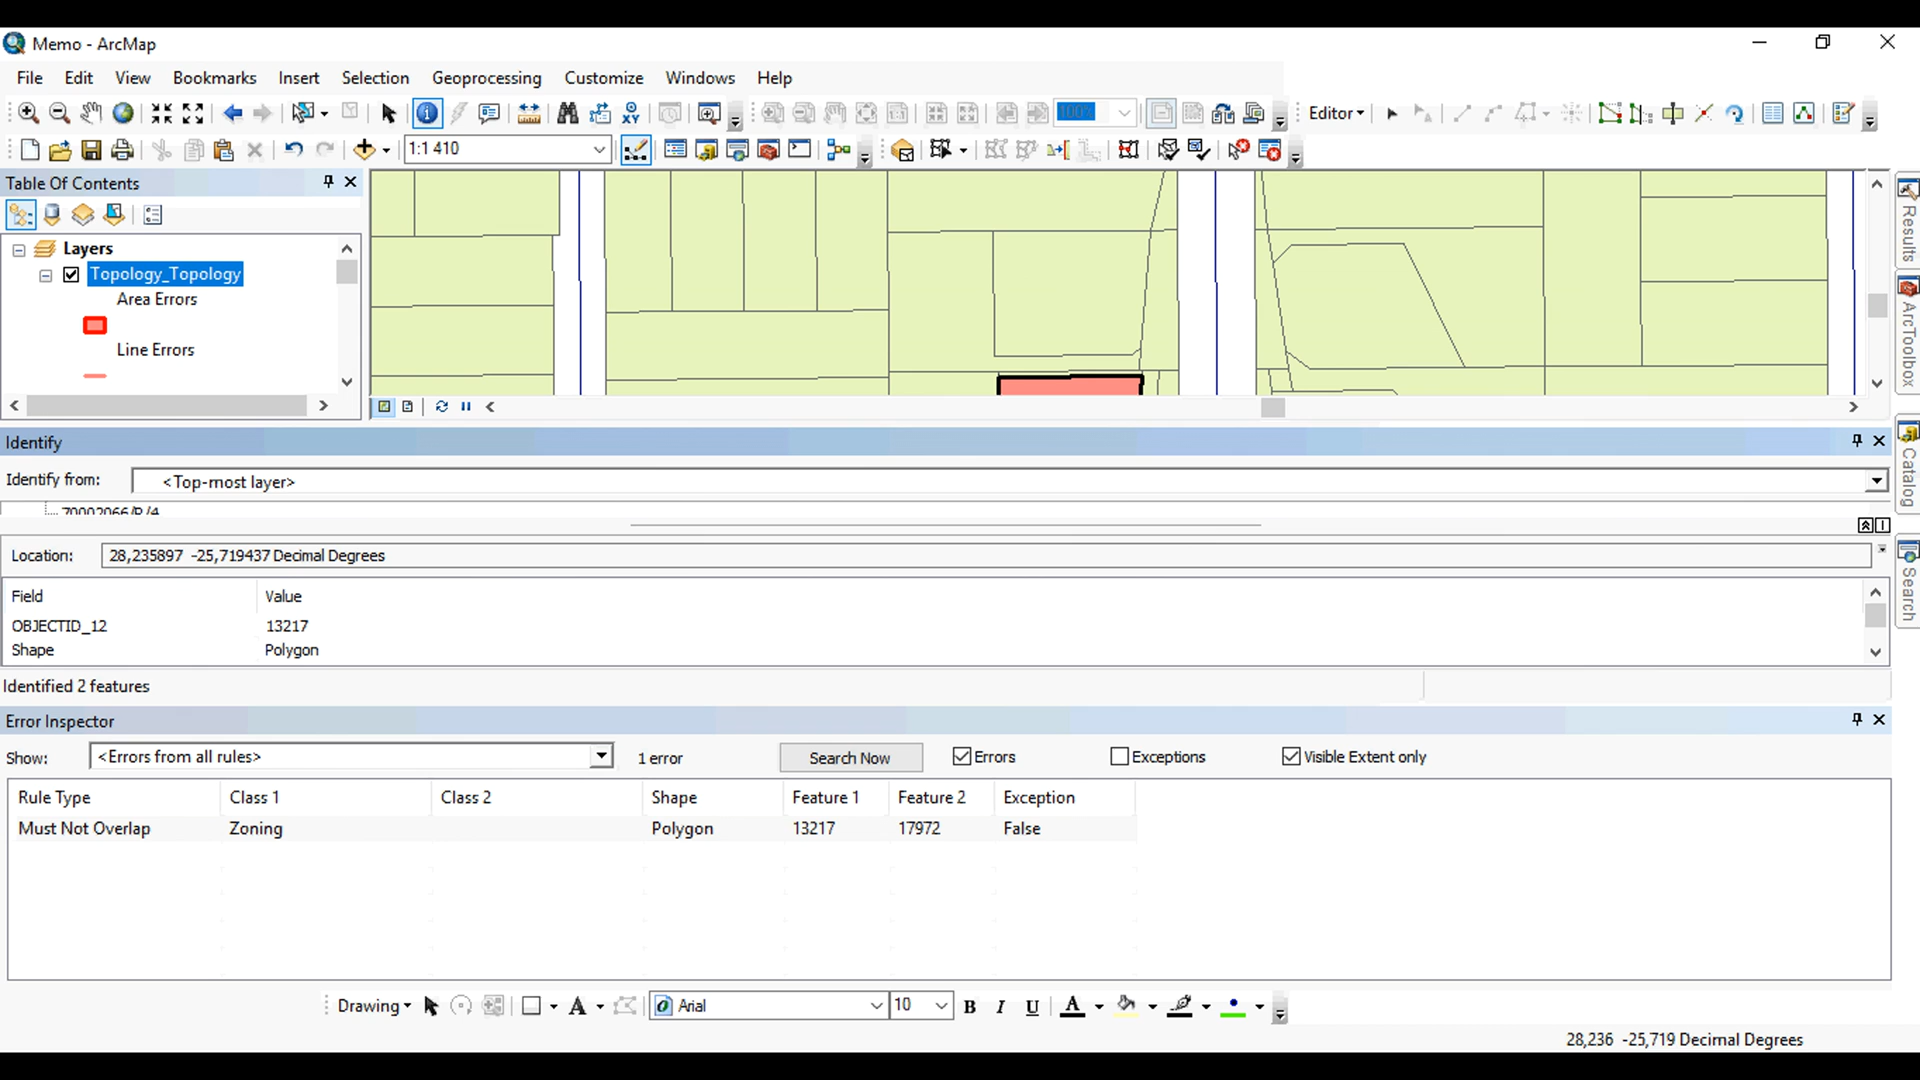 Memo - ArcMap
File Edit View Bookmarks Insert Selection Geoprocessing Customize Windows Help
100% Editor
1:1 410
Table Of Contents
Layers
Topology_Topology
Area Errors
Line Errors
Results
ArcToolbox
Catalog
Search
Identify
Identify from: <Top-most layer>
70002066/R/4
Location: 28,235897 -25,719437 Decimal Degrees
Field Value
OBJECTID_12 13217
Shape Polygon
Identified 2 features
Error Inspector
Show: <Errors from all rules> 1 error Search Now Errors Exceptions Visible Extent only
Rule Type Class 1 Class 2 Shape Feature 1 Feature 2 Exception
Must Not Overlap Zoning Polygon 13217 17972 False
Drawing A Arial 10 B I U A
28,236 -25,719 Decimal Degrees